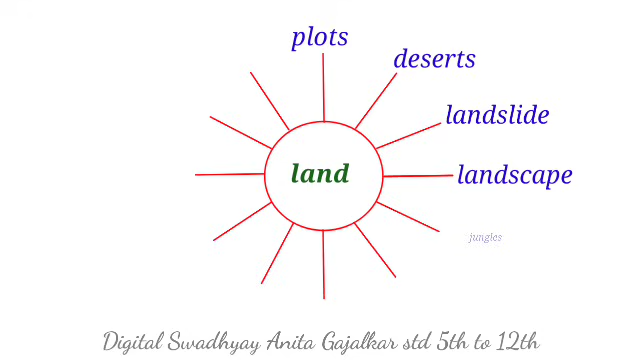 plots
deserts
landslide
land
landscape
jungles
Digital Swadhyay Anita Gajalkar std 5th to 12th